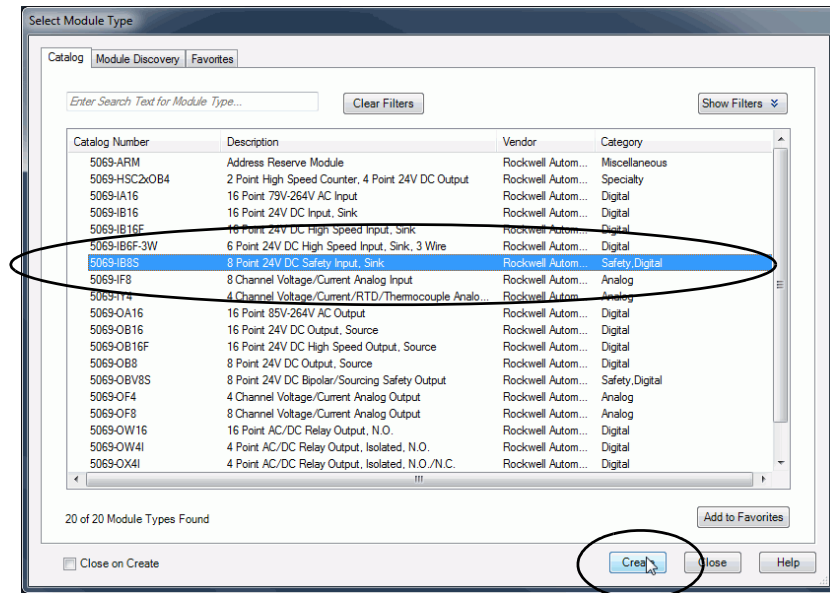 Select Module Type
Catalog Module Discovery Favorites
Enter Search Text for Module Type... Clear Filters Show Filters
Catalog Number Description Vendor Category
5069-ARM Address Reserve Module Rockwell Autom... Miscellaneous
5069-HSC2xOB4 2 Point High Speed Counter, 4 Point 24V DC Output Rockwell Autom... Specialty
5069-IA16 16 Point 79V-264V AC Input Rockwell Autom... Digital
5069-IB16 16 Point 24V DC Input, Sink Rockwell Autom... Digital
5069-IB16F 16 Point 24V DC High Speed Input, Sink Rockwell Autom... Digital
5069-IB6F-3W 6 Point 24V DC High Speed Input, Sink, 3 Wire Rockwell Autom... Digital
5069-IB8S 8 Point 24V DC Safety Input, Sink Rockwell Autom... Safety,Digital
5069-IF8 8 Channel Voltage/Current Analog Input Rockwell Autom... Analog
5069-IY4 4 Channel Voltage/Current/RTD/Thermocouple Analo... Rockwell Autom... Analog
5069-OA16 16 Point 85V-264V AC Output Rockwell Autom... Digital
5069-OB16 16 Point 24V DC Output, Source Rockwell Autom... Digital
5069-OB16F 16 Point 24V DC High Speed Output, Source Rockwell Autom... Digital
5069-OB8 8 Point 24V DC Output, Source Rockwell Autom... Digital
5069-OBV8S 8 Point 24V DC Bipolar/Sourcing Safety Output Rockwell Autom... Safety,Digital
5069-OF4 4 Channel Voltage/Current Analog Output Rockwell Autom... Analog
5069-OF8 8 Channel Voltage/Current Analog Output Rockwell Autom... Analog
5069-OW16 16 Point AC/DC Relay Output, N.O. Rockwell Autom... Digital
5069-OW4I 4 Point AC/DC Relay Output, Isolated, N.O. Rockwell Autom... Digital
5069-OX4I 4 Point AC/DC Relay Output, Isolated, N.O./N.C. Rockwell Autom... Digital
20 of 20 Module Types Found Add to Favorites
Close on Create Create Close Help